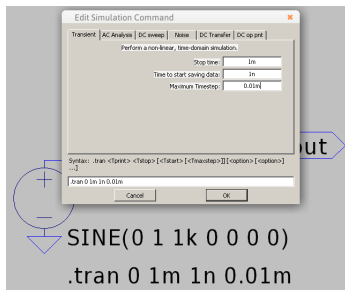 Edit Simulation Command
Transient AC Analysis DC sweep Noise DC Transfer DC op pnt
Perform a non-linear, time-domain simulation.
Stop time: 1m
Time to start saving data: 1n
Maximum Timestep: 0.01m
Syntax: .tran <Tprint> <Tstop> [<Tstart> [<Tmaxstep>]] [<option> [<option>]
...]
.tran 0 1m 1n 0.01m
Cancel OK
out
SINE(0 1 1k 0 0 0 0)
.tran 0 1m 1n 0.01m